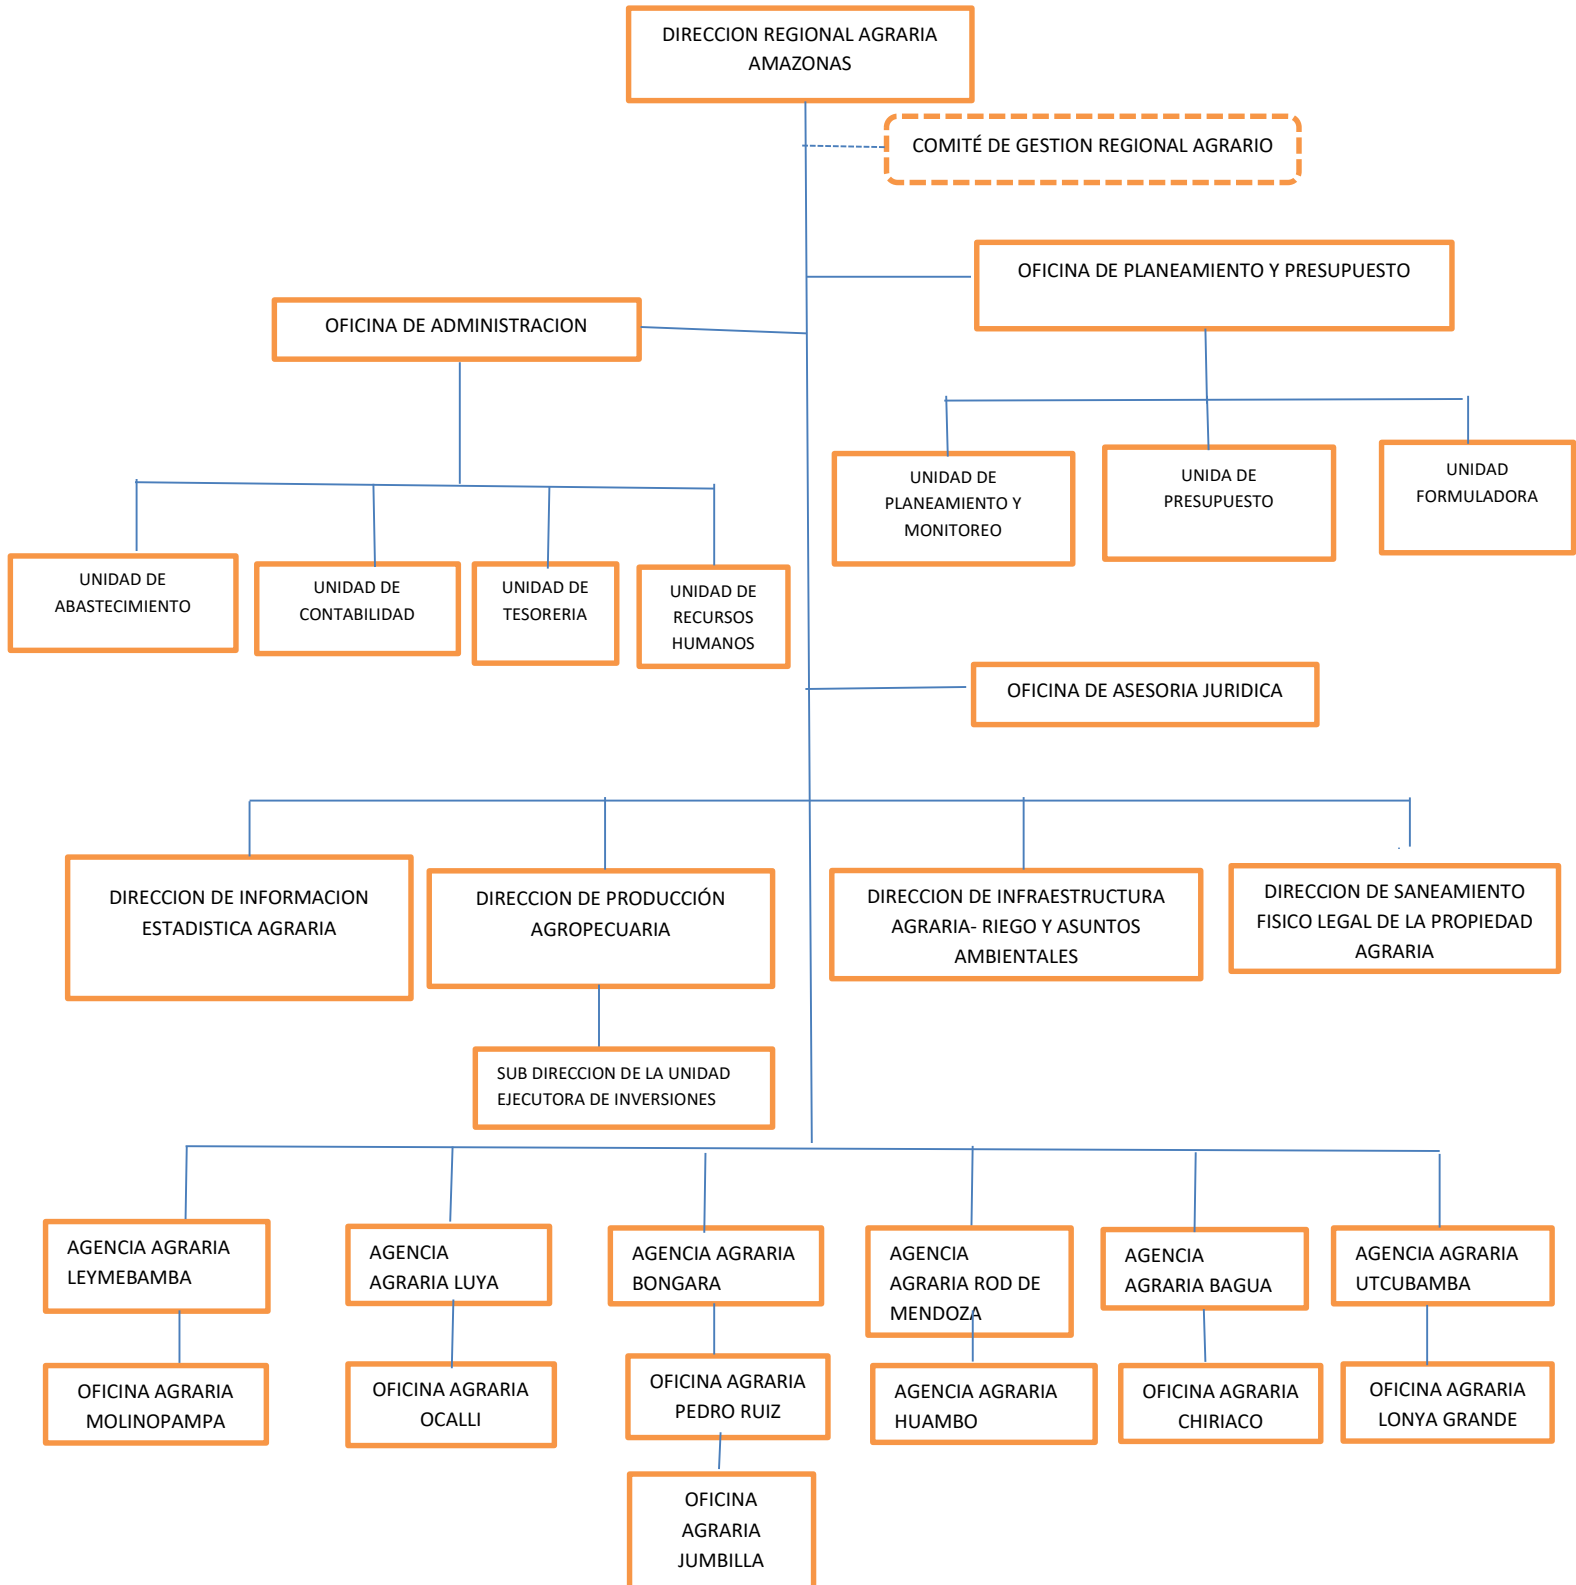 DIRECCION REGIONAL AGRARIA
AMAZONAS
COMITÉ DE GESTION REGIONAL AGRARIO
OFICINA DE PLANEAMIENTO Y PRESUPUESTO
OFICINA DE ADMINISTRACION
UNIDAD DE
PLANEAMIENTO Y
MONITOREO
UNIDA DE
PRESUPUESTO
UNIDAD
FORMULADORA
UNIDAD DE
ABASTECIMIENTO
UNIDAD DE
CONTABILIDAD
UNIDAD DE
TESORERIA
UNIDAD DE
RECURSOS
HUMANOS
OFICINA DE ASESORIA JURIDICA
DIRECCION DE INFORMACION
ESTADISTICA AGRARIA
DIRECCION DE PRODUCCIÓN
AGROPECUARIA
DIRECCION DE INFRAESTRUCTURA
AGRARIA- RIEGO Y ASUNTOS
AMBIENTALES
DIRECCION DE SANEAMIENTO
FISICO LEGAL DE LA PROPIEDAD
AGRARIA
SUB DIRECCION DE LA UNIDAD
EJECUTORA DE INVERSIONES
AGENCIA AGRARIA
LEYMEBAMBA
AGENCIA
AGRARIA LUYA
AGENCIA AGRARIA
BONGARA
AGENCIA
AGRARIA ROD DE
MENDOZA
AGENCIA
AGRARIA BAGUA
AGENCIA AGRARIA
UTCUBAMBA
OFICINA AGRARIA
MOLINOPAMPA
OFICINA AGRARIA
OCALLI
OFICINA AGRARIA
PEDRO RUIZ
AGENCIA AGRARIA
HUAMBO
OFICINA AGRARIA
CHIRIACO
OFICINA AGRARIA
LONYA GRANDE
OFICINA
AGRARIA
JUMBILLA